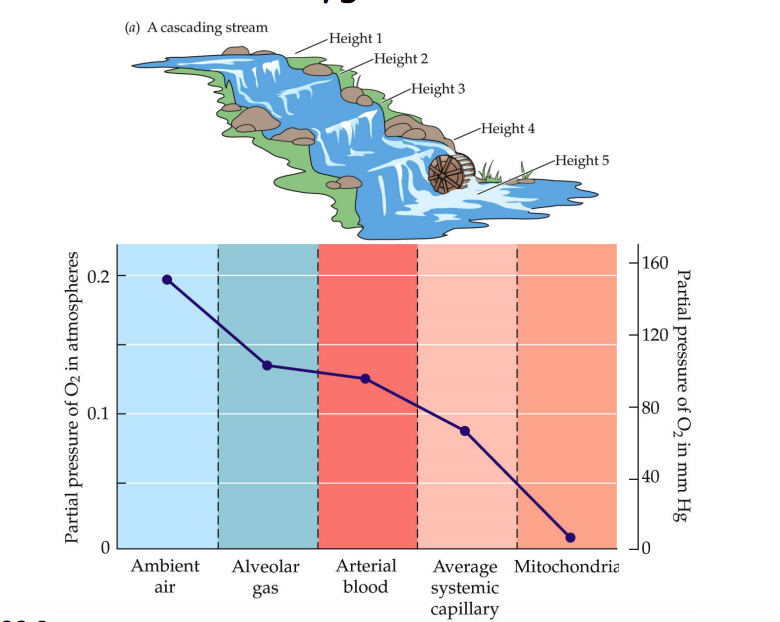 (a) A cascading stream
Height 1
Height 2
Height 3
Height 4
Height 5
Partial pressure of O2 in atmospheres
0.2
0.1
0
160
120
80
40
0
Partial pressure of O2 in mm Hg
Ambient
air
Alveolar
gas
Arterial
blood
Average
systemic
capillary
Mitochondria